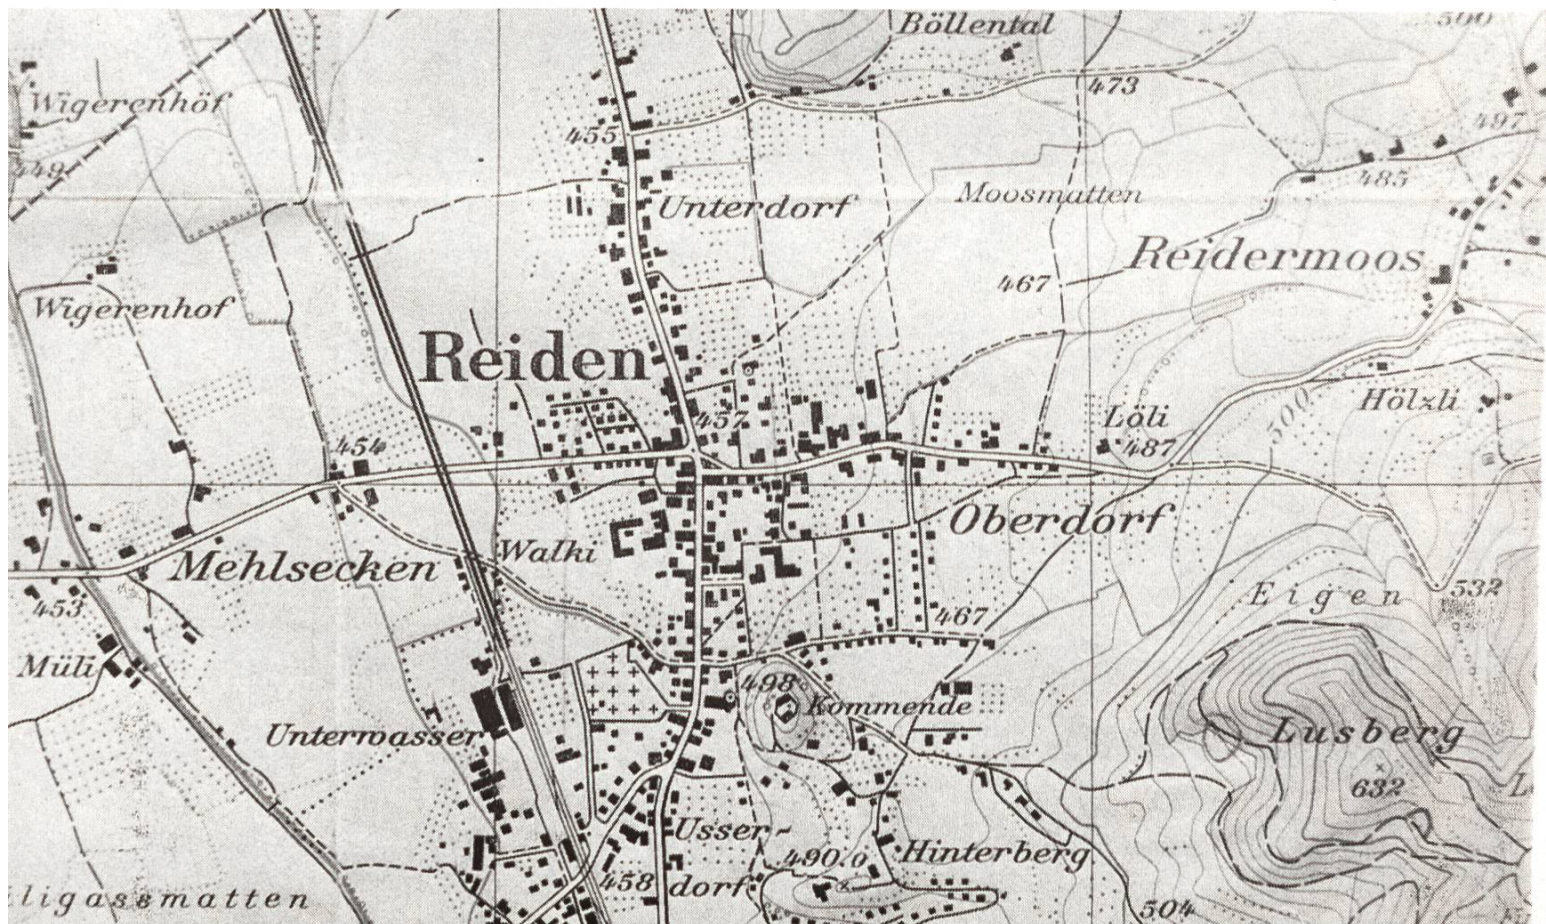 500
Böllental
473
Wigerenhöf
455
497
449
485
Moosmatten
Unterdorf
Reidermoos
467
Wigerenhof
Reiden
Hölzli
500
457
Löli
454
487
Oberdorf
Walki
Mehlsecken
532
Eigen
453
467
Müli
498
Kommende
Unterwasser
Lusberg
632
L
Usser-
dorf
490.0
Hinterberg
458
ligassmatten
504